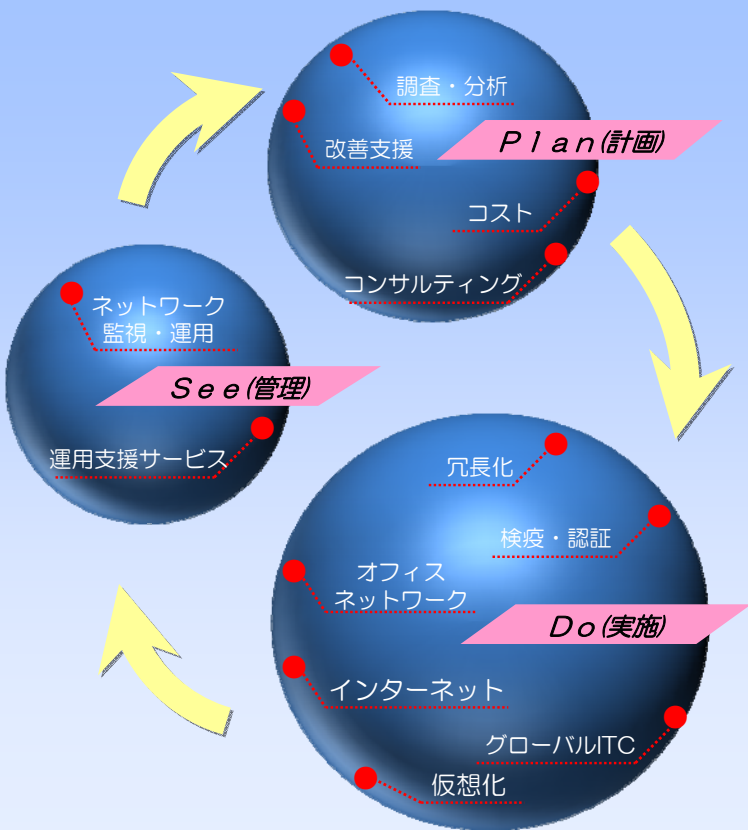 調査・分析
改善支援
Plan(計画)
コスト
コンサルティング
ネットワーク
監視・運用
See(管理)
運用支援サービス
冗長化
検疫・認証
オフィス
ネットワーク
Do(実施)
インターネット
グローバルITC
仮想化